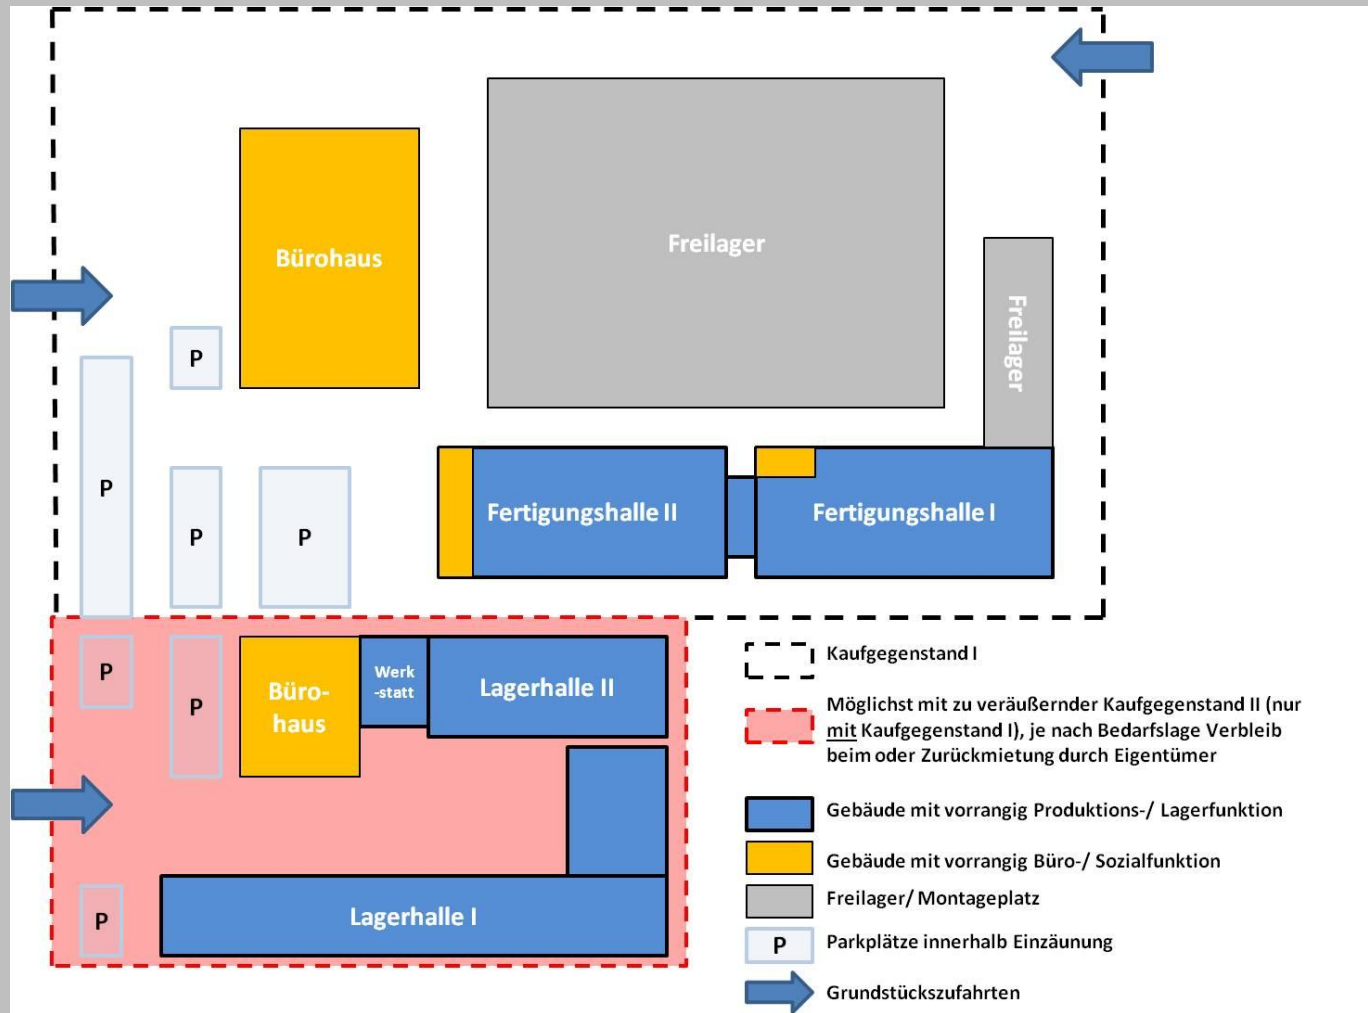 Bürohaus
Freilager
Freilager
P
P
P
P
Fertigungshalle II
Fertigungshalle I
P
P
Büro-
haus
Werk
-statt
Lagerhalle II
P
Lagerhalle I
Kaufgegenstand I
Möglichst mit zu veräußernder Kaufgegenstand II (nur
mit Kaufgegenstand I), je nach Bedarfslage Verbleib
beim oder Zurückmietung durch Eigentümer
Gebäude mit vorrangig Produktions-/ Lagerfunktion
Gebäude mit vorrangig Büro-/ Sozialfunktion
Freilager/ Montageplatz
P
Parkplätze innerhalb Einzäunung
Grundstückszufahrten